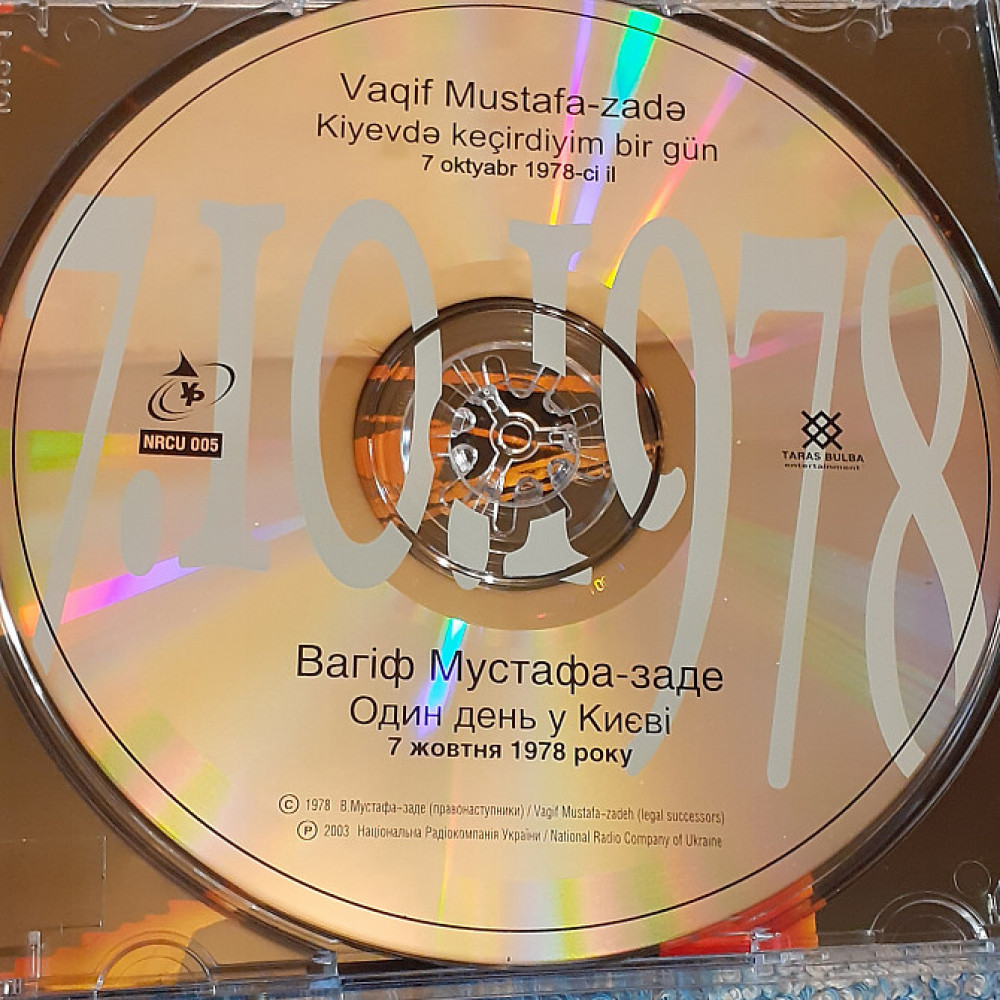 Vaqif Mustafa-zadə
Kiyevdə keçirdiyim bir gün
7 oktyabr 1978-ci il
7.10.1978
УР
NRCU 005
TARAS BULBA
entertainment
Вагіф Мустафа-заде
Один день у Києві
7 жовтня 1978 року
© 1978 В.Мустафа-заде (правонаступники) / Vagif Mustafa-zadeh (legal successors)
℗ 2003 Національна Радіокомпанія України / National Radio Company of Ukraine